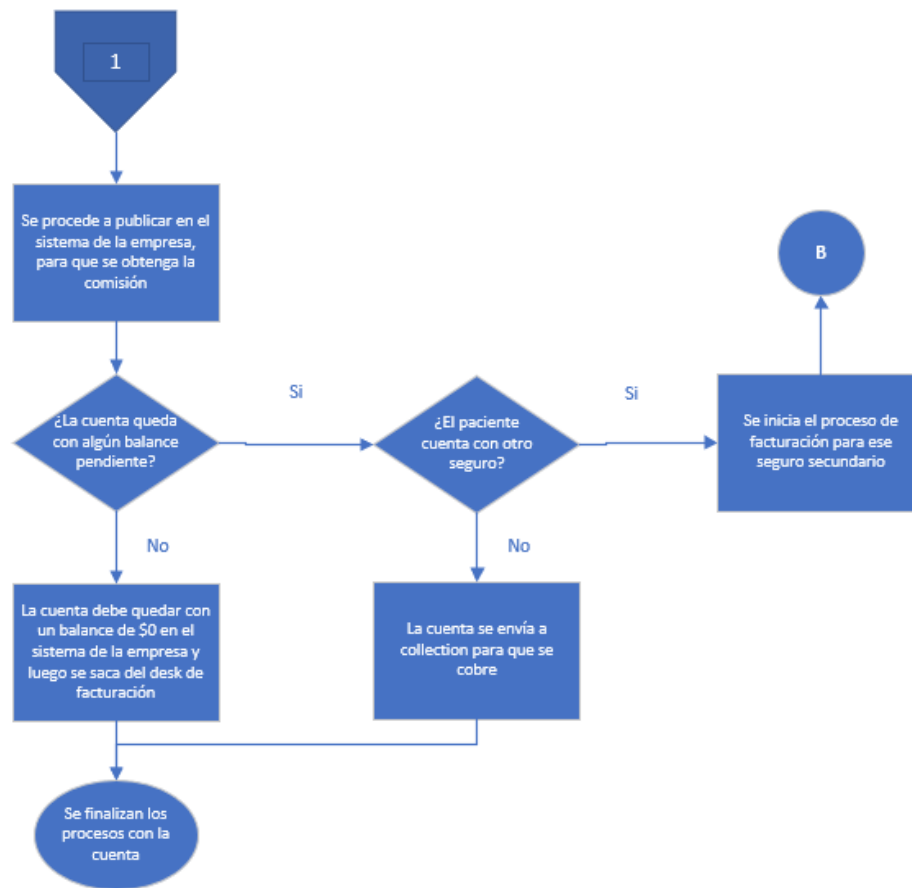 1
Se procede a publicar en el
sistema de la empresa,
para que se obtenga la
comisión
B
¿La cuenta queda
con algún balance
pendiente?
Si
¿El paciente
cuenta con otro
seguro?
Si
Se inicia el proceso de
facturación para ese
seguro secundario
No
No
La cuenta debe quedar con
un balance de $0 en el
sistema de la empresa y
luego se saca del desk de
facturación
La cuenta se envía a
collection para que se
cobre
Se finalizan los
procesos con la
cuenta